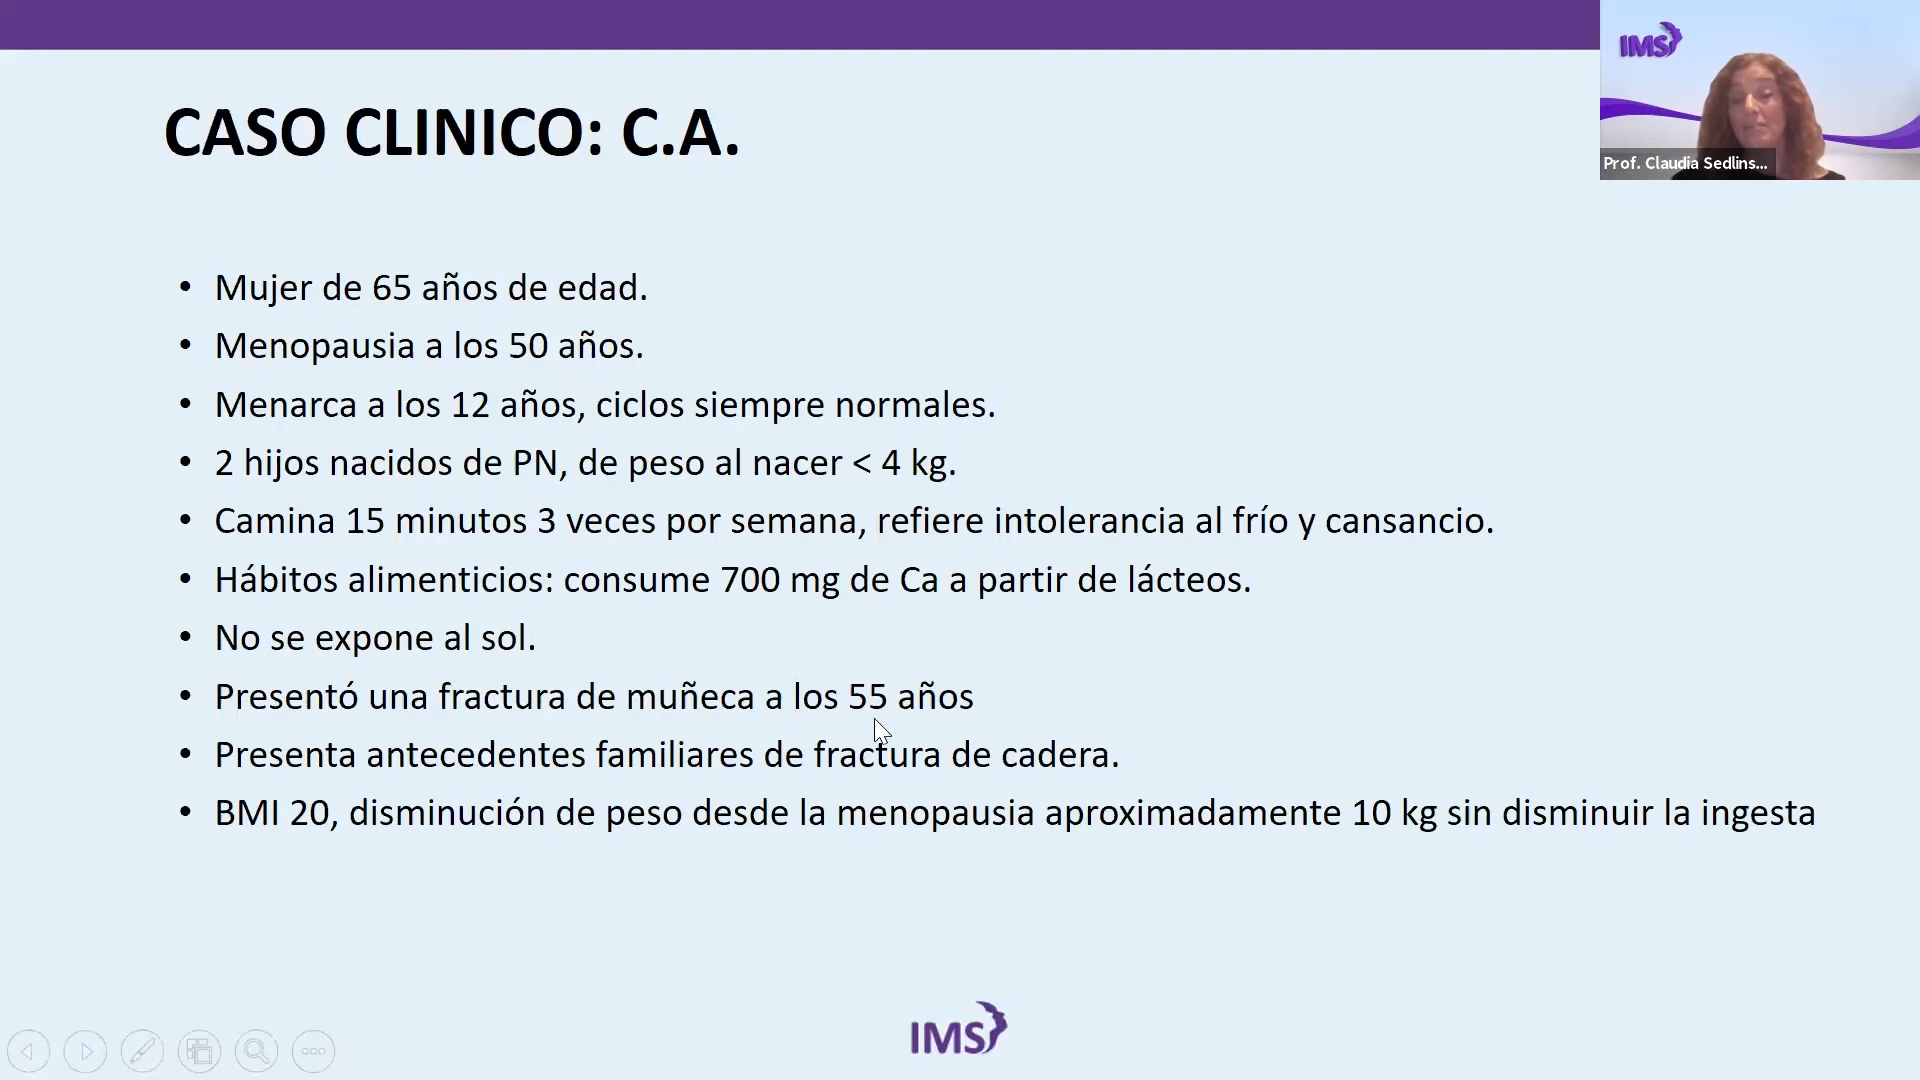 IMS
Prof. Claudia Sedlins...
CASO CLINICO: C.A.
• Mujer de 65 años de edad.
• Menopausia a los 50 años.
• Menarca a los 12 años, ciclos siempre normales.
• 2 hijos nacidos de PN, de peso al nacer < 4 kg.
• Camina 15 minutos 3 veces por semana, refiere intolerancia al frío y cansancio.
• Hábitos alimenticios: consume 700 mg de Ca a partir de lácteos.
• No se expone al sol.
• Presentó una fractura de muñeca a los 55 años
• Presenta antecedentes familiares de fractura de cadera.
• BMI 20, disminución de peso desde la menopausia aproximadamente 10 kg sin disminuir la ingesta
IMS